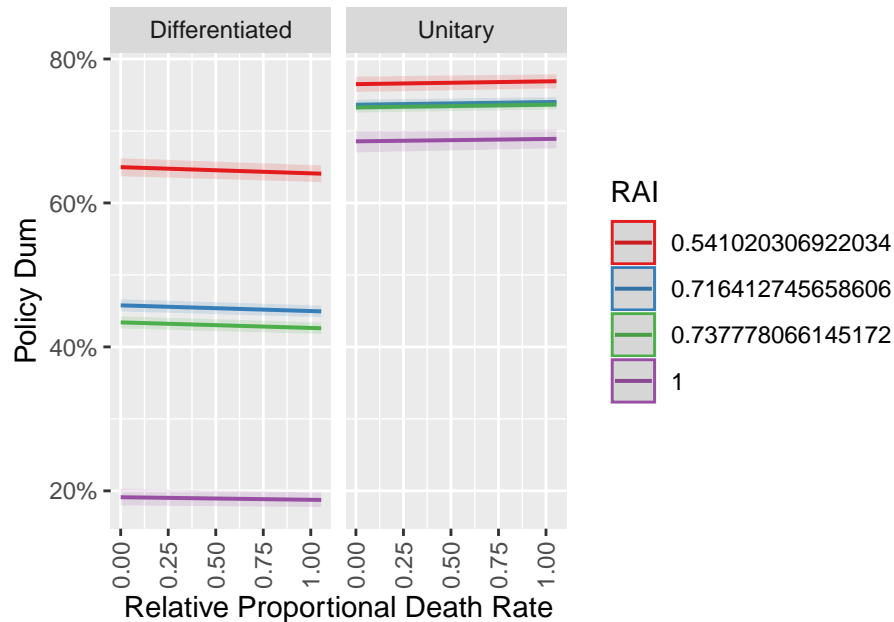 Differentiated Unitary
80%
60%
40%
20%
Policy Dum
0.00 0.25 0.50 0.75 1.00 0.00 0.25 0.50 0.75 1.00
Relative Proportional Death Rate
RAI
0.541020306922034
0.716412745658606
0.737778066145172
1